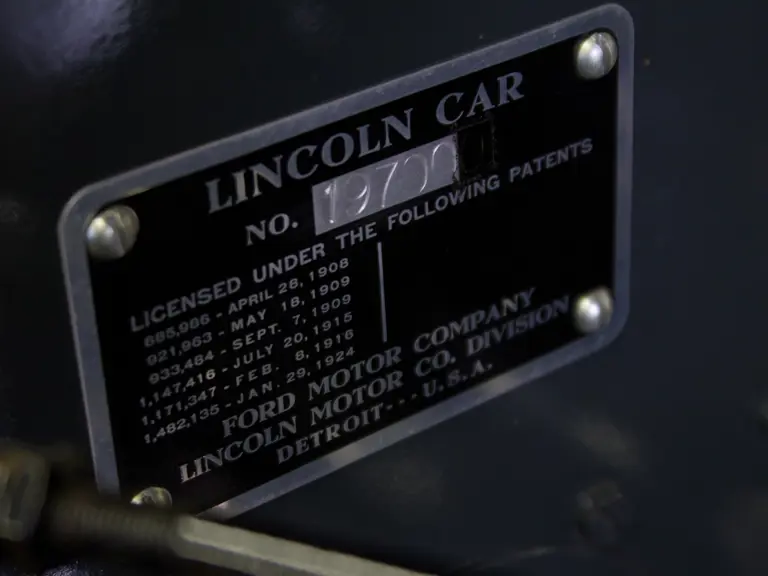 LINCOLN CAR
NO. 19700
LICENSED UNDER THE FOLLOWING PATENTS
885,986 - APRIL 28, 1908
921,963 - MAY 18, 1909
933,484 - SEPT. 7, 1909
1,147,416 - JULY 20, 1915
1,171,347 - FEB. 8, 1916
1,482,135 - JAN. 29, 1924
FORD MOTOR COMPANY
LINCOLN MOTOR CO. DIVISION
DETROIT - - - U. S. A.